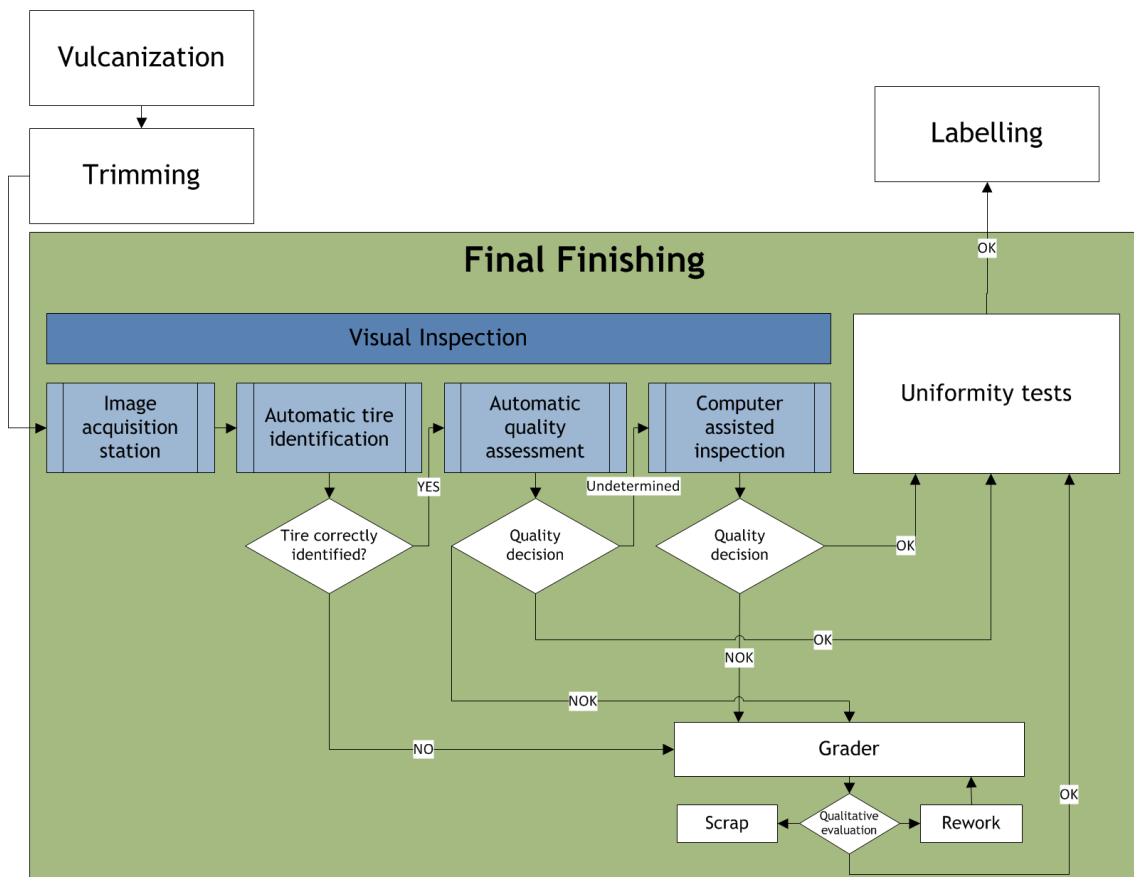 Vulcanization
Trimming
Labelling
OK
Final Finishing
Visual Inspection
Image
acquisition
station
Automatic tire
identification
Automatic
quality
assessment
Computer
assisted
inspection
Uniformity tests
YES
Undetermined
Tire correctly
identified?
Quality
decision
Quality
decision
OK
OK
NOK
NOK
NO
Grader
OK
Scrap
Qualitative
evaluation
Rework